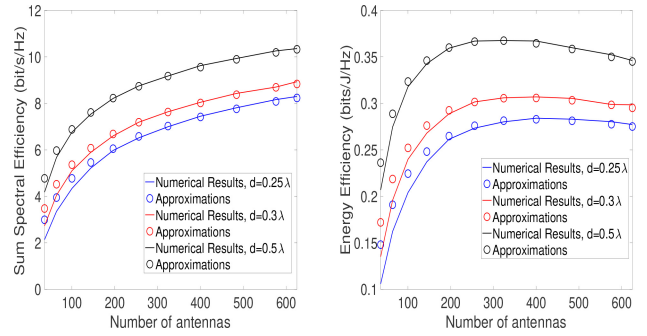 12
10
8
6
4
2
0
Sum Spectral Efficiency (bit/s/Hz)
Numerical Results, d=0.25λ
Approximations
Numerical Results, d=0.3λ
Approximations
Numerical Results, d=0.5λ
Approximations
100 200 300 400 500 600
Number of antennas
0.4
0.35
0.3
0.25
0.2
0.15
0.1
Energy Efficiency (bits/J/Hz)
Numerical Results, d=0.25λ
Approximations
Numerical Results, d=0.3λ
Approximations
Numerical Results, d=0.5λ
Approximations
100 200 300 400 500 600
Number of antennas